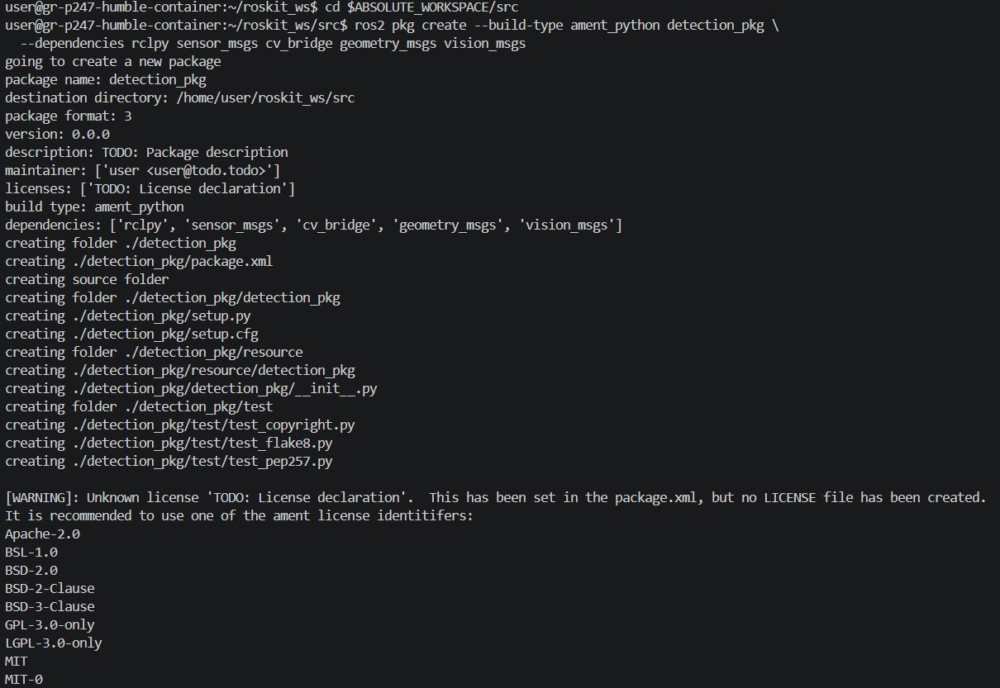 user@gr-p247-humble-container:~/roskit_ws$ cd $ABSOLUTE_WORKSPACE/src
user@gr-p247-humble-container:~/roskit_ws/src$ ros2 pkg create --build-type ament_python detection_pkg \
  --dependencies rclpy sensor_msgs cv_bridge geometry_msgs vision_msgs
going to create a new package
package name: detection_pkg
destination directory: /home/user/roskit_ws/src
package format: 3
version: 0.0.0
description: TODO: Package description
maintainer: ['user <user@todo.todo>']
licenses: ['TODO: License declaration']
build type: ament_python
dependencies: ['rclpy', 'sensor_msgs', 'cv_bridge', 'geometry_msgs', 'vision_msgs']
creating folder ./detection_pkg
creating ./detection_pkg/package.xml
creating source folder
creating folder ./detection_pkg/detection_pkg
creating ./detection_pkg/setup.py
creating ./detection_pkg/setup.cfg
creating folder ./detection_pkg/resource
creating ./detection_pkg/resource/detection_pkg
creating ./detection_pkg/detection_pkg/__init__.py
creating folder ./detection_pkg/test
creating ./detection_pkg/test/test_copyright.py
creating ./detection_pkg/test/test_flake8.py
creating ./detection_pkg/test/test_pep257.py

[WARNING]: Unknown license 'TODO: License declaration'.  This has been set in the package.xml, but no LICENSE file has been created.
It is recommended to use one of the ament license identitifers:
Apache-2.0
BSL-1.0
BSD-2.0
BSD-2-Clause
BSD-3-Clause
GPL-3.0-only
LGPL-3.0-only
MIT
MIT-0